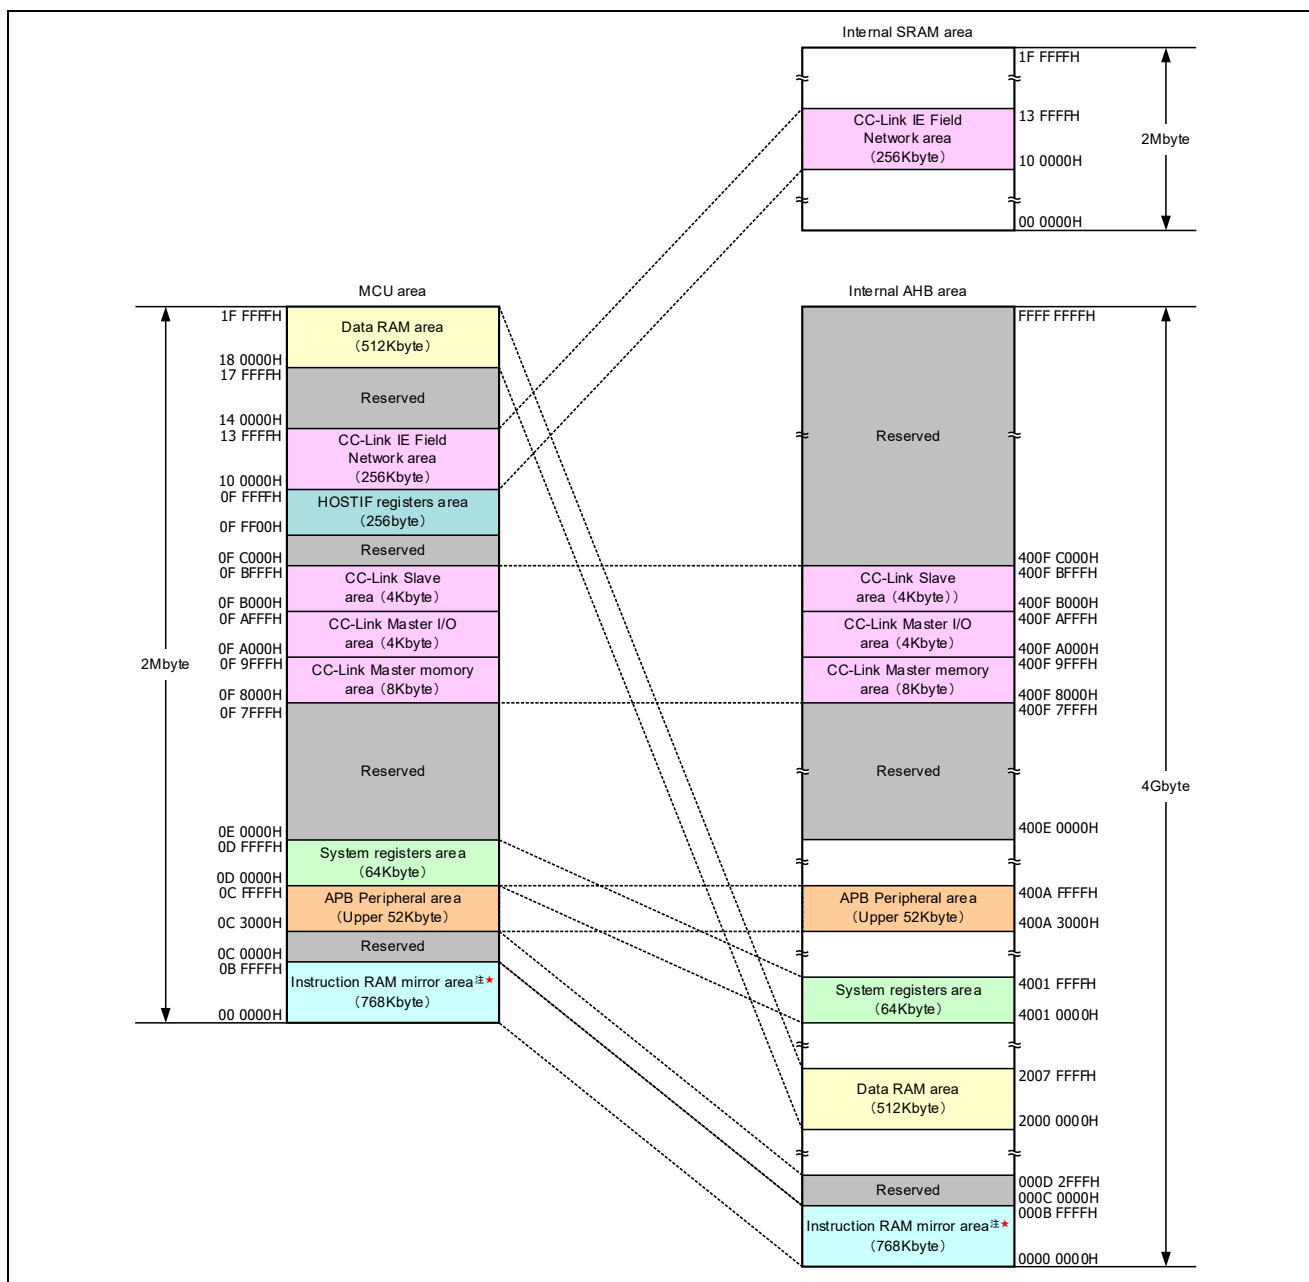 Internal SRAM area
1F FFFFH
CC-Link IE Field
Network area
（256Kbyte）
13 FFFFH
10 0000H
2Mbyte
00 0000H
MCU area
1F FFFFH
Data RAM area
（512Kbyte）
18 0000H
17 FFFFH
Reserved
14 0000H
13 FFFFH
CC-Link IE Field
Network area
（256Kbyte）
10 0000H
0F FFFFH
HOSTIF registers area
（256byte）
0F FF00H
Reserved
0F C000H
0F BFFFH
CC-Link Slave
area（4Kbyte）
0F B000H
0F AFFFH
CC-Link Master I/O
area（4Kbyte）
0F A000H
0F 9FFFH
2Mbyte
CC-Link Master momory
area（8Kbyte）
0F 8000H
0F 7FFFH
Reserved
0E 0000H
0D FFFFH
System registers area
（64Kbyte）
0D 0000H
0C FFFFH
APB Peripheral area
（Upper 52Kbyte）
0C 3000H
Reserved
0C 0000H
0B FFFFH
Instruction RAM mirror area注★
（768Kbyte）
00 0000H
Internal AHB area
FFFF FFFFH
Reserved
400F C000H
400F BFFFH
CC-Link Slave
area（4Kbyte））
400F B000H
400F AFFFH
CC-Link Master I/O
area（4Kbyte）
400F A000H
400F 9FFFH
CC-Link Master memory
area（8Kbyte）
400F 8000H
400F 7FFFH
Reserved
4Gbyte
400E 0000H
APB Peripheral area
（Upper 52Kbyte）
400A FFFFH
400A 3000H
System registers area
（64Kbyte）
4001 FFFFH
4001 0000H
Data RAM area
（512Kbyte）
2007 FFFFH
2000 0000H
Reserved
000D 2FFFH
000C 0000H
000B FFFFH
Instruction RAM mirror area注★
（768Kbyte）
0000 0000H